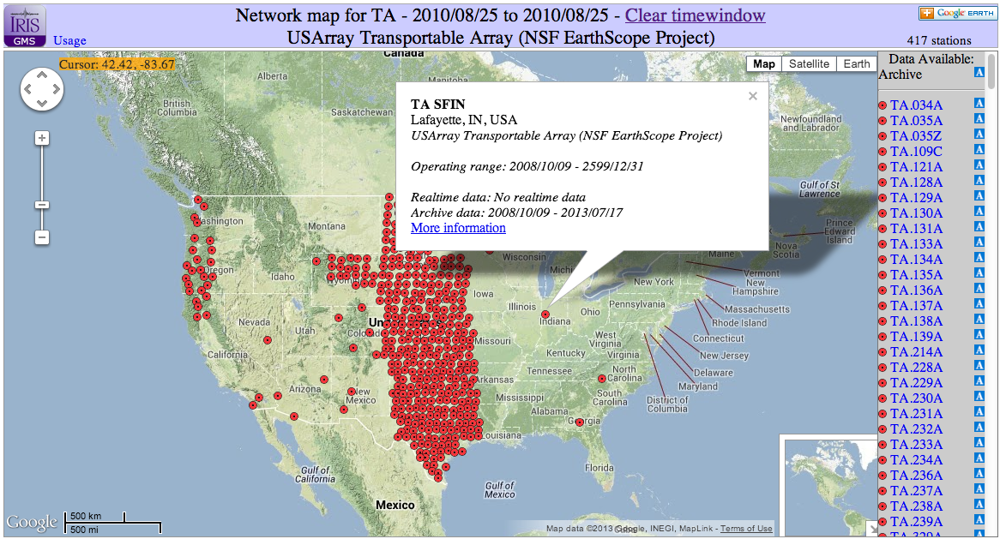 IRIS
GMS
Usage
Network map for TA - 2010/08/25 to 2010/08/25 - Clear timewindow
USArray Transportable Array (NSF EarthScope Project)
Google EARTH
417 stations
Cursor: 42.42, -83.67
Canada
Map
Satellite
Earth
Alberta
Manitoba
British
Columbia
Saskatchewan
Newfoundland
and Labrador
Gulf of St
Lawrence
Prince
Edward
Island
Nova
Scotia
TA SFIN
Lafayette, IN, USA
USArray Transportable Array (NSF EarthScope Project)
Operating range: 2008/10/09 - 2599/12/31
Realtime data: No realtime data
Archive data: 2008/10/09 - 2013/07/17
More information
Washington
Montana
Oregon
Idaho
Wyoming
Wisconsin
Maine
Vermont
New
Hampshire
New York
Massachusetts
Rhode Island
Connecticut
New Jersey
Delaware
Maryland
District of
Columbia
Iowa
Illinois
Indiana
Ohio
Pennsylvania
Nevada
Utah
Missouri
West
Virginia
Virginia
Kentucky
California
Tennessee
North
Carolina
Arizona
New
Mexico
Arkansas
Mississippi
South
Carolina
Alabama
Georgia
Louisiana
Florida
Gulf of
California
Gulf of
Mexico
Mexico
Google
500 km
500 mi
Map data ©2013 Google, INEGI, MapLink - Terms of Use
Data Available:
Archive A
TA.034A A
TA.035A A
TA.035Z A
TA.109C A
TA.121A A
TA.128A A
TA.129A A
TA.130A A
TA.131A A
TA.133A A
TA.134A A
TA.135A A
TA.136A A
TA.137A A
TA.138A A
TA.139A A
TA.214A A
TA.228A A
TA.229A A
TA.230A A
TA.231A A
TA.232A A
TA.233A A
TA.234A A
TA.236A A
TA.237A A
TA.238A A
TA.239A A
TA.329A A